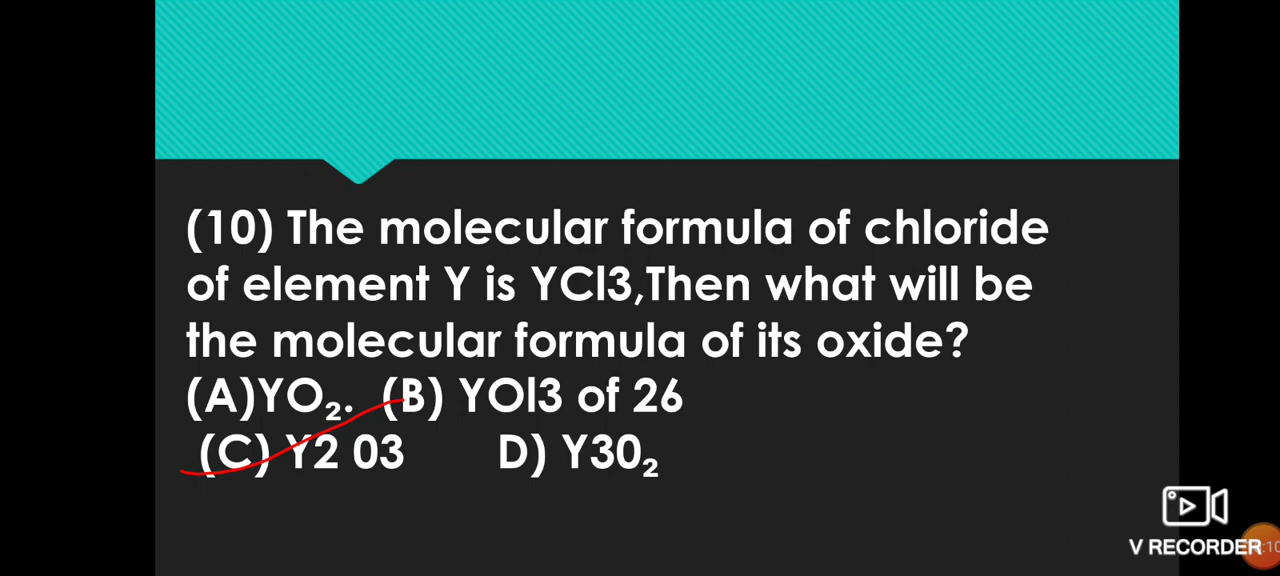 (10) The molecular formula of chloride
of element Y is YCl3,Then what will be
the molecular formula of its oxide?
(A)YO₂. (B) YOl3 of 26
(C) Y2 03 D) Y30₂
V RECORDER
:10